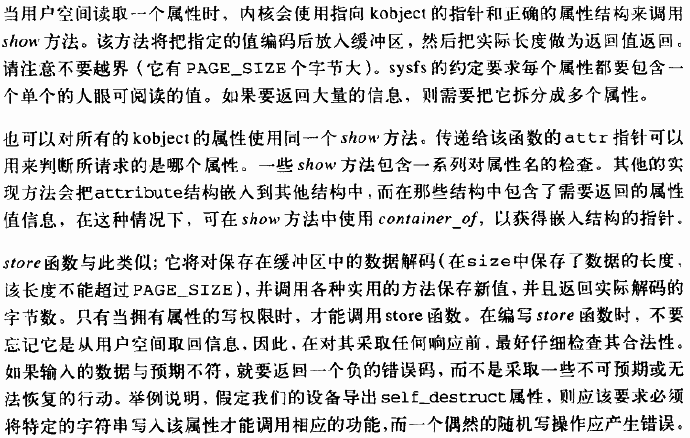 当用户空间读取一个属性时，内核会使用指向 kobject 的指针和正确的属性结构来调用
show 方法。该方法将把指定的值编码后放入缓冲区，然后把实际长度做为返回值返回。
请注意不要越界（它有 PAGE_SIZE 个字节大）。sysfs 的约定要求每个属性都要包含一
个单个的人眼可阅读的值。如果要返回大量的信息，则需要把它拆分成多个属性。
也可以对所有的 kobject 的属性使用同一个 show 方法。传递给该函数的 attr 指针可以
用来判断所请求的是哪个属性。一些 show 方法包含一系列对属性名的检查。其他的实
现方法会把attribute结构嵌入到其他结构中，而在那些结构中包含了需要返回的属性
值信息，在这种情况下，可在 show 方法中使用 container_of，以获得嵌入结构的指针。
store 函数与此类似；它将对保存在缓冲区中的数据解码（在size中保存了数据的长度，
该长度不能超过 PAGE_SIZE），并调用各种实用的方法保存新值，并且返回实际解码的
字节数。只有当拥有属性的写权限时，才能调用 store 函数。在编写 store 函数时，不要
忘记它是从用户空间取回信息，因此，在对其采取任何响应前，最好仔细检查其合法性。
如果输入的数据与预期不符，就要返回一个负的错误码，而不是采取一些不可预期或无
法恢复的行动。举例说明，假定我们的设备导出 self_destruct 属性，则应该要求必须
将特定的字符串写入该属性才能调用相应的功能，而一个偶然的随机写操作应产生错误。